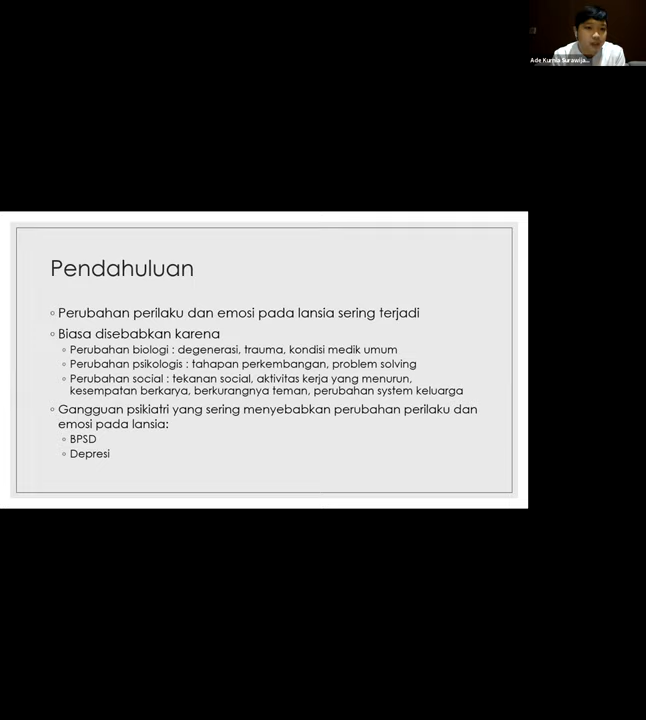 Ade Kurnia Surawija...
Pendahuluan
Perubahan perilaku dan emosi pada lansia sering terjadi
Biasa disebabkan karena
Perubahan biologi : degenerasi, trauma, kondisi medik umum
Perubahan psikologis : tahapan perkembangan, problem solving
Perubahan social : tekanan social, aktivitas kerja yang menurun,
kesempatan berkarya, berkurangnya teman, perubahan system keluarga
Gangguan psikiatri yang sering menyebabkan perubahan perilaku dan
emosi pada lansia:
BPSD
Depresi